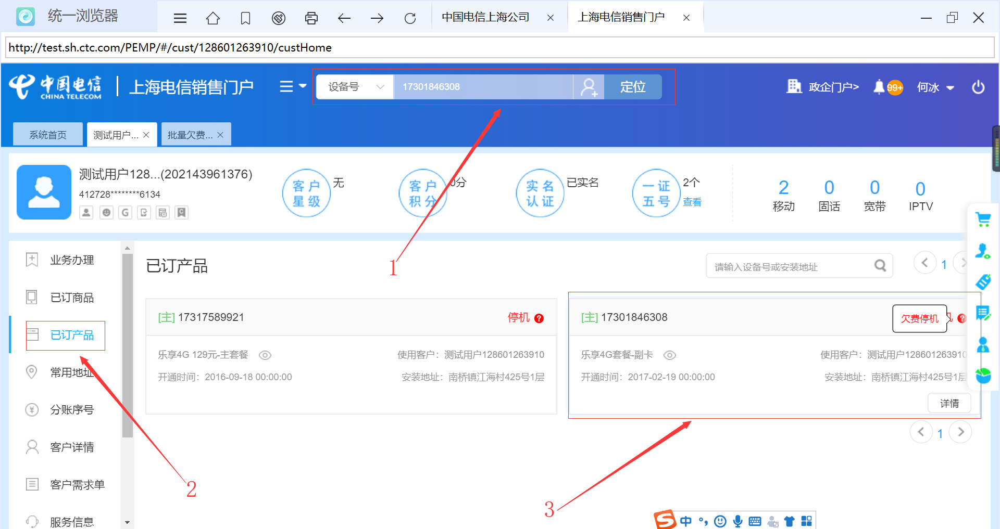 统一浏览器
中国电信上海公司
上海电信销售门户
http://test.sh.ctc.com/PEMP/#/cust/128601263910/custHome
中国电信
CHINA TELECOM
上海电信销售门户
设备号
17301846308
定位
政企门户>
99+
何冰
系统首页
测试用户...
批量欠费...
测试用户128...(202143961376)
412728********6134
客户星级
无
客户积分
0分
实名认证
已实名
一证五号
2个
查看
2
移动
0
固话
0
宽带
0
IPTV
业务办理
已订商品
已订产品
常用地址
分账序号
客户详情
客户需求单
服务信息
已订产品
请输入设备号或安装地址
1
[主] 17317589921
停机
乐享4G 129元-主套餐
使用客户：测试用户128601263910
开通时间：2016-09-18 00:00:00
安装地址：南桥镇江海村425号1层
[主] 17301846308
欠费停机
乐享4G套餐-副卡
使用客户：测试用户128601263910
开通时间：2017-02-19 00:00:00
安装地址：南桥镇江海村425号1层
详情
1
1
2
3
中